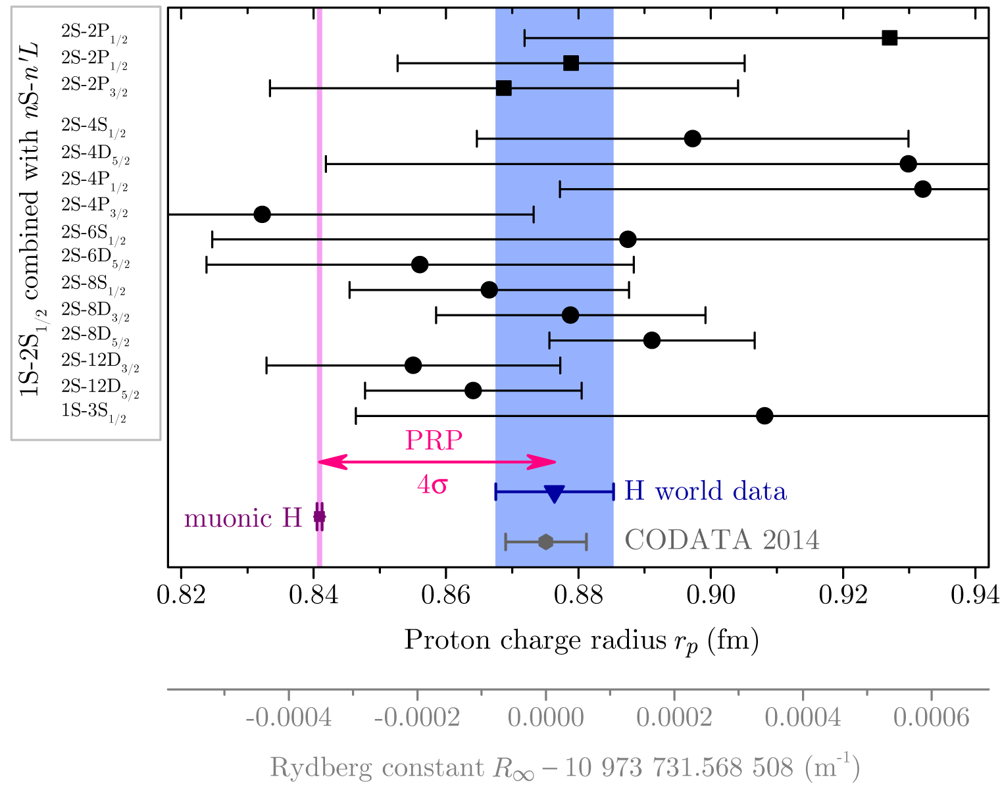 1S-2S1/2 combined with nS-n'L
2S-2P1/2
2S-2P1/2
2S-2P3/2
2S-4S1/2
2S-4D5/2
2S-4P1/2
2S-4P3/2
2S-6S1/2
2S-6D5/2
2S-8S1/2
2S-8D3/2
2S-8D5/2
2S-12D3/2
2S-12D5/2
1S-3S1/2
PRP
4σ
H world data
muonic H
CODATA 2014
0.82 0.84 0.86 0.88 0.90 0.92 0.94
Proton charge radius rp (fm)
-0.0004 -0.0002 0.0000 0.0002 0.0004 0.0006
Rydberg constant R∞ – 10 973 731.568 508 (m-1)